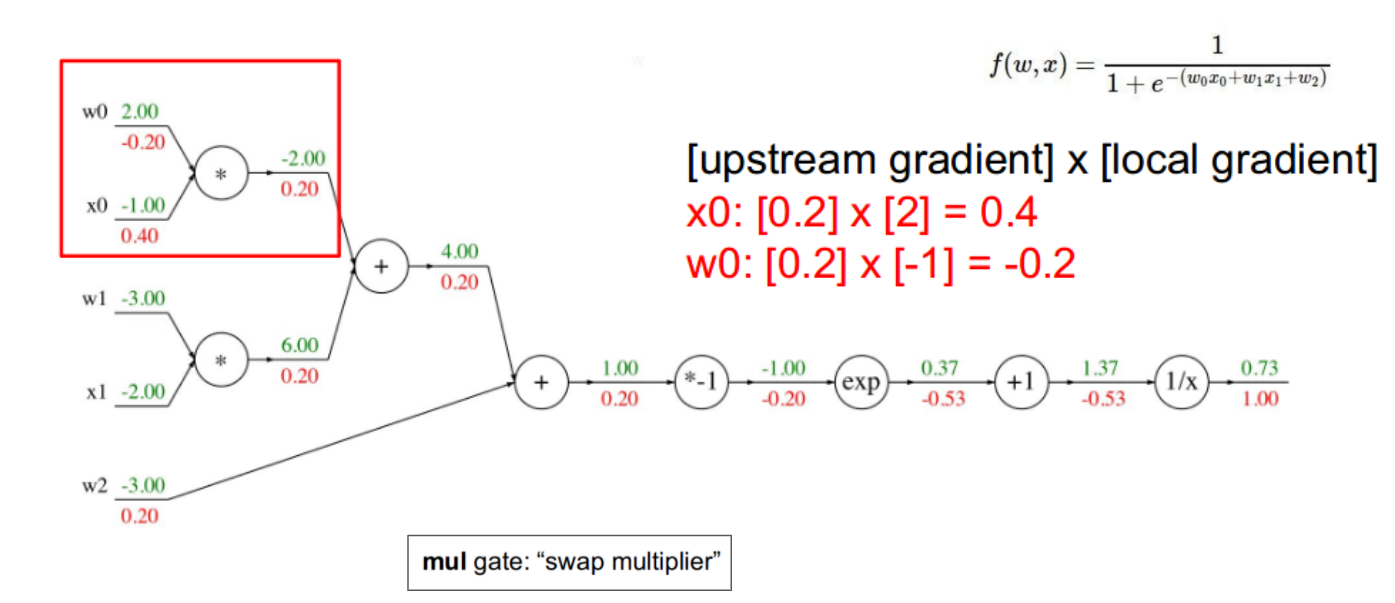 f(w,x) = 1 / (1 + e^{-(w_0x_0+w_1x_1+w_2)})
[upstream gradient] x [local gradient]
x0: [0.2] x [2] = 0.4
w0: [0.2] x [-1] = -0.2
w0 2.00
-0.20
*
-2.00
0.20
x0 -1.00
0.40
+
4.00
0.20
w1 -3.00
*
6.00
0.20
x1 -2.00
+
1.00
0.20
*-1
-1.00
-0.20
exp
0.37
-0.53
+1
1.37
-0.53
1/x
0.73
1.00
w2 -3.00
0.20
mul gate: “swap multiplier”